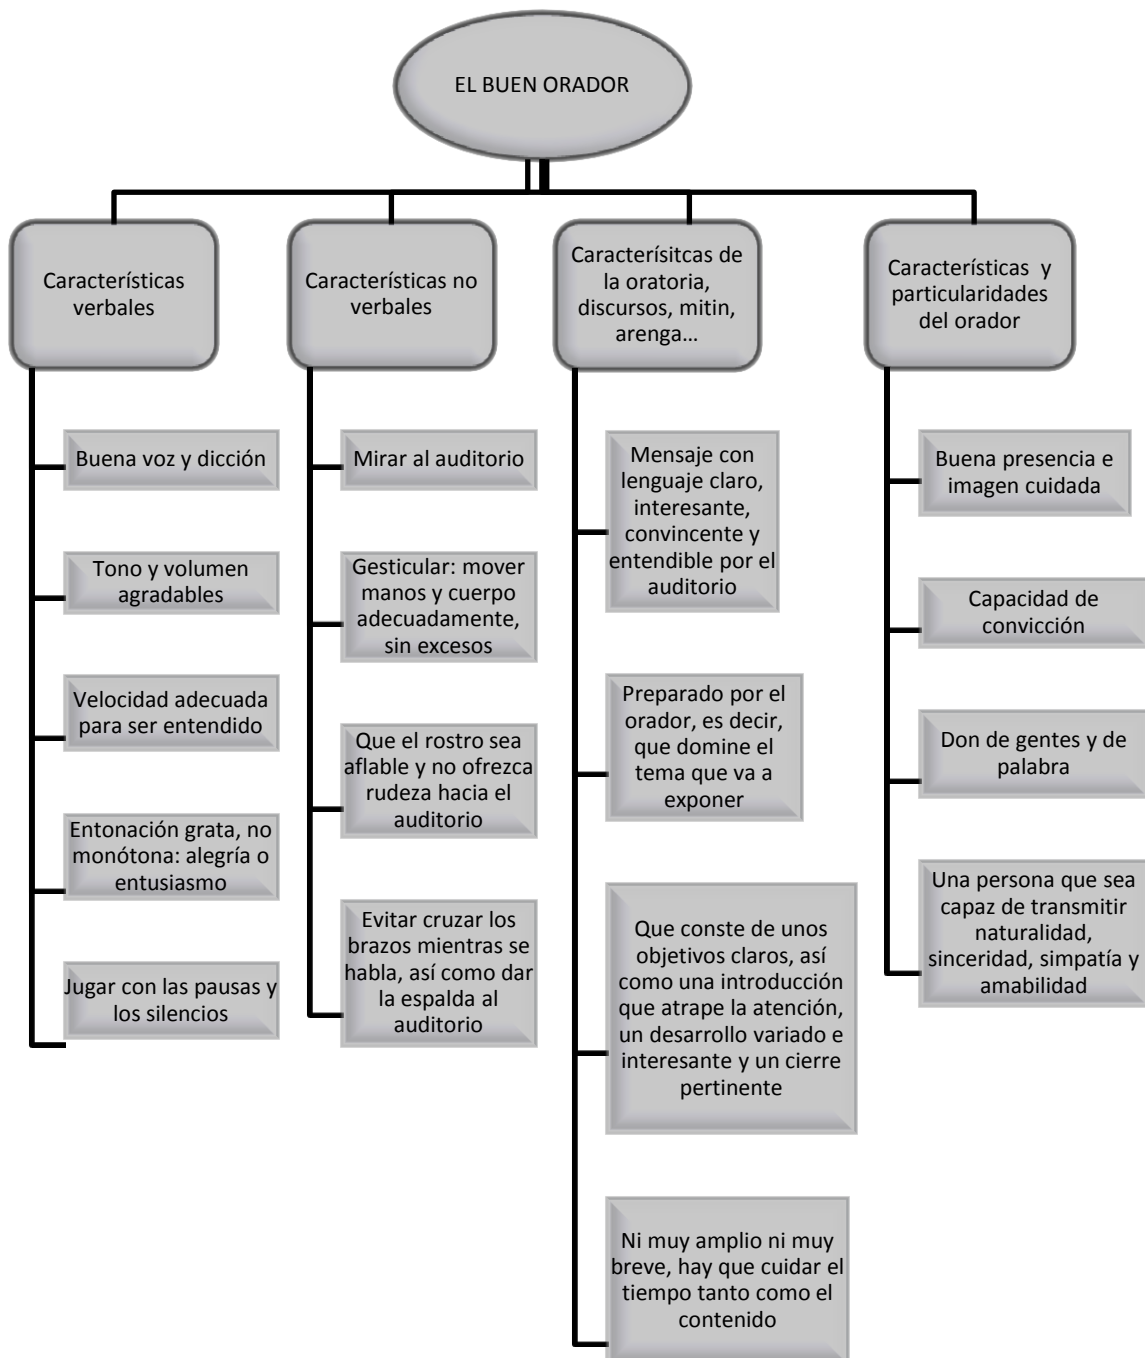 EL BUEN ORADOR
Características
verbales
Buena voz y dicción
Tono y volumen
agradables
Velocidad adecuada
para ser entendido
Entonación grata, no
monótona: alegría o
entusiasmo
Jugar con las pausas y
los silencios
Características no
verbales
Mirar al auditorio
Gesticular: mover
manos y cuerpo
adecuadamente,
sin excesos
Que el rostro sea
aflable y no ofrezca
rudeza hacia el
auditorio
Evitar cruzar los
brazos mientras se
habla, así como dar
la espalda al
auditorio
Caracterísitcas de
la oratoria,
discursos, mitin,
arenga...
Mensaje con
lenguaje claro,
interesante,
convincente y
entendible por el
auditorio
Preparado por el
orador, es decir,
que domine el
tema que va a
exponer
Que conste de unos
objetivos claros, así
como una introducción
que atrape la atención,
un desarrollo variado e
interesante y un cierre
pertinente
Ni muy amplio ni muy
breve, hay que cuidar el
tiempo tanto como el
contenido
Características y
particularidades
del orador
Buena presencia e
imagen cuidada
Capacidad de
convicción
Don de gentes y de
palabra
Una persona que sea
capaz de transmitir
naturalidad,
sinceridad, simpatía y
amabilidad